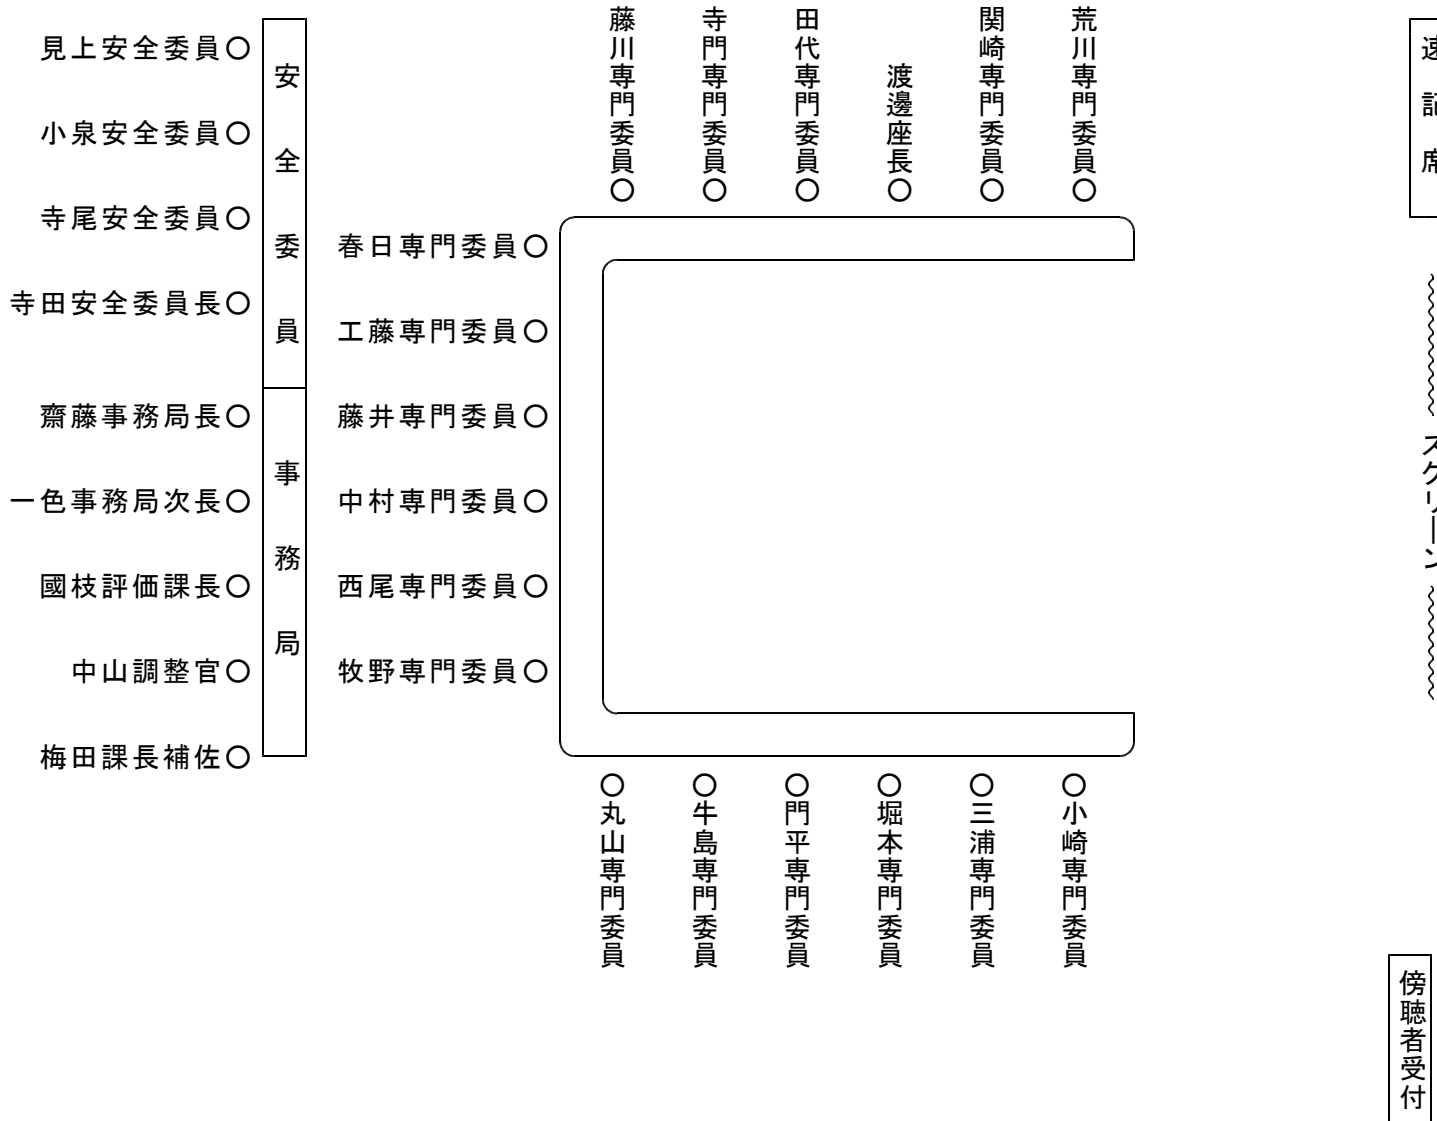 見上安全委員○
小泉安全委員○
寺尾安全委員○
寺田安全委員長○
齋藤事務局長○
一色事務局次長○
國枝評価課長○
中山調整官○
梅田課長補佐○
安全委員
事務局
藤川専門委員○
寺門専門委員○
田代専門委員○
渡邊座長○
関崎専門委員○
荒川専門委員○
春日専門委員○
工藤専門委員○
藤井専門委員○
中村専門委員○
西尾専門委員○
牧野専門委員○
○丸山専門委員
○牛島専門委員
○門平専門委員
○堀本専門委員
○三浦専門委員
○小崎専門委員
速記席
スクリーン
傍聴者受付